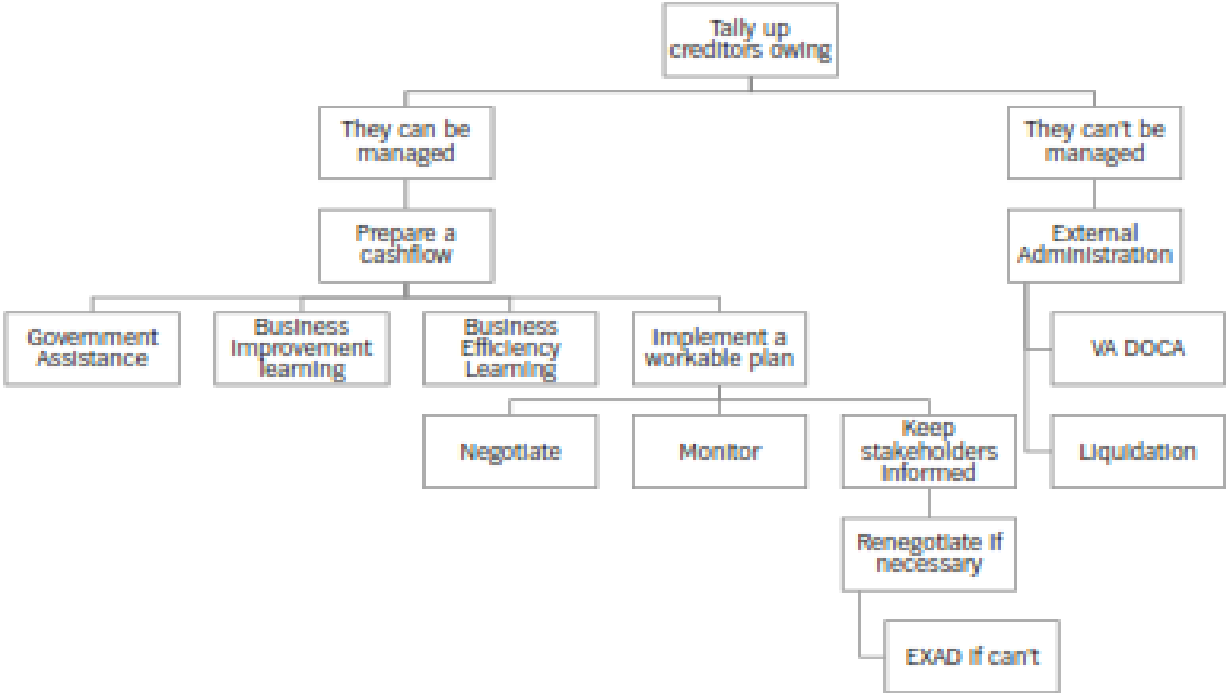 Tally up
creditors owing
They can be
managed
They can't be
managed
Prepare a
cashflow
External
Administration
Government
Assistance
Business
Improvement
learning
Business
Efficiency
Learning
Implement a
workable plan
VA DOCA
Negotiate
Monitor
Keep
stakeholders
informed
Liquidation
Renegotiate if
necessary
EXAD if can't